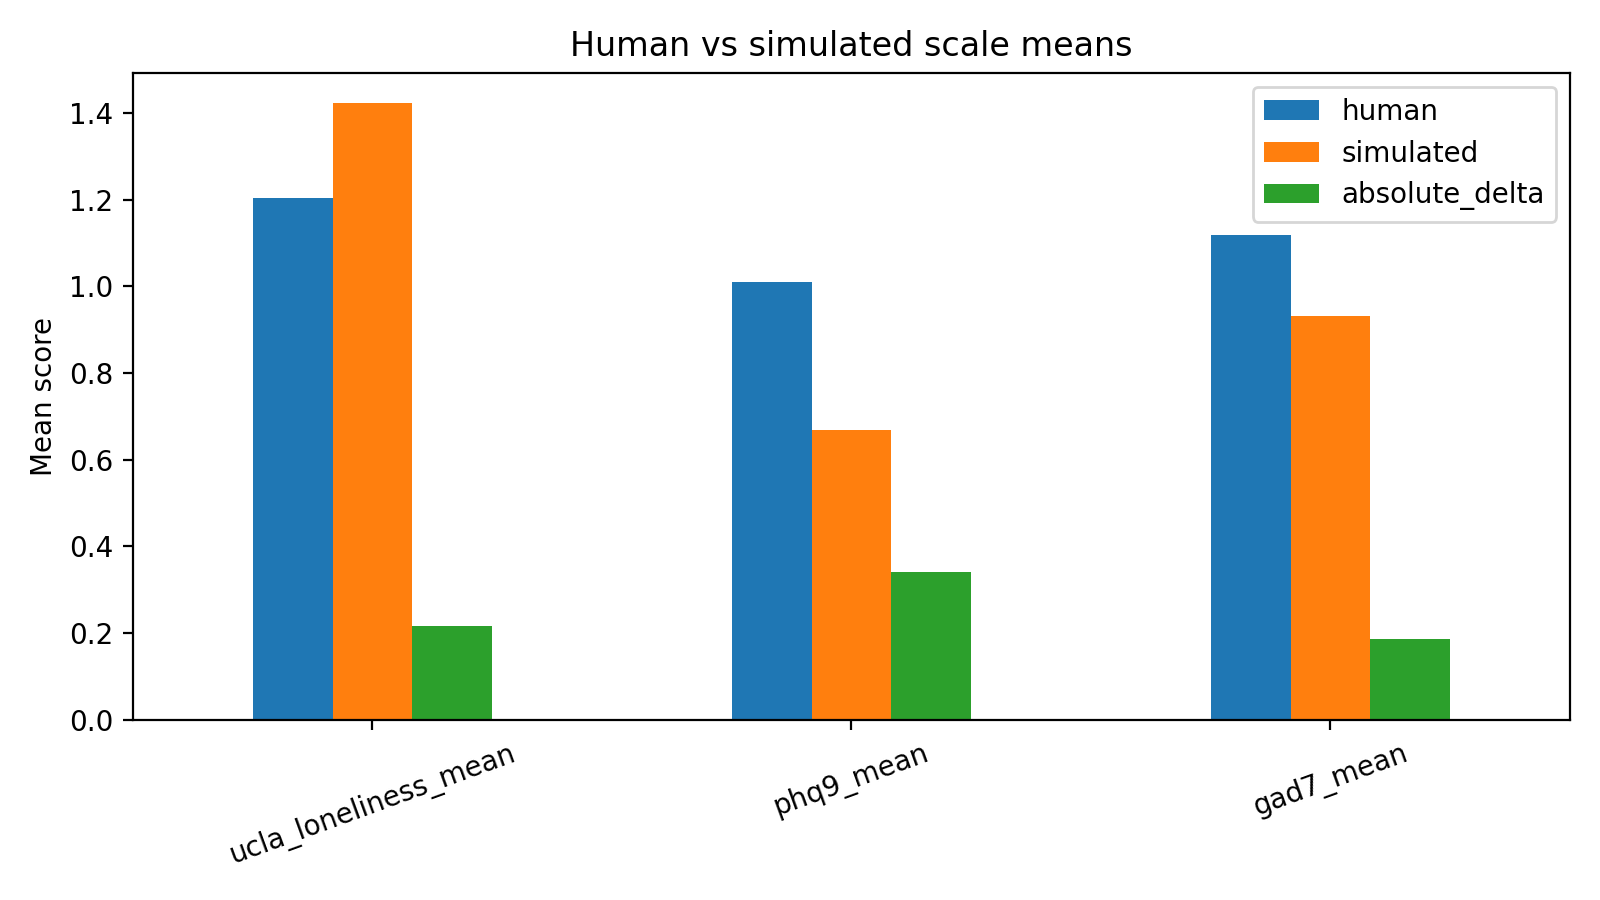 Human vs simulated scale means
human
simulated
absolute_delta
Mean score
1.4
1.2
1.0
0.8
0.6
0.4
0.2
0.0
ucla_loneliness_mean
phq9_mean
gad7_mean